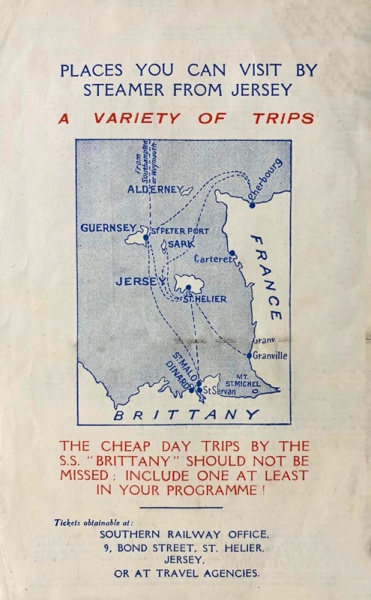 PLACES YOU CAN VISIT BY
STEAMER FROM JERSEY
A VARIETY OF TRIPS
From
Southampton
or Weymouth
Cherbourg
ALDERNEY
GUERNSEY
ST PETER PORT
SARK
Carteret
FRANCE
JERSEY
ST. HELIER
Granv
Granville
ST MALO
DINARD
St Servan
MT.
ST. MICHEL
BRITTANY
THE CHEAP DAY TRIPS BY THE
S.S. "BRITTANY" SHOULD NOT BE
MISSED; INCLUDE ONE AT LEAST
IN YOUR PROGRAMME!
Tickets obtainable at:
SOUTHERN RAILWAY OFFICE,
9, BOND STREET, ST. HELIER,
JERSEY,
OR AT TRAVEL AGENCIES.